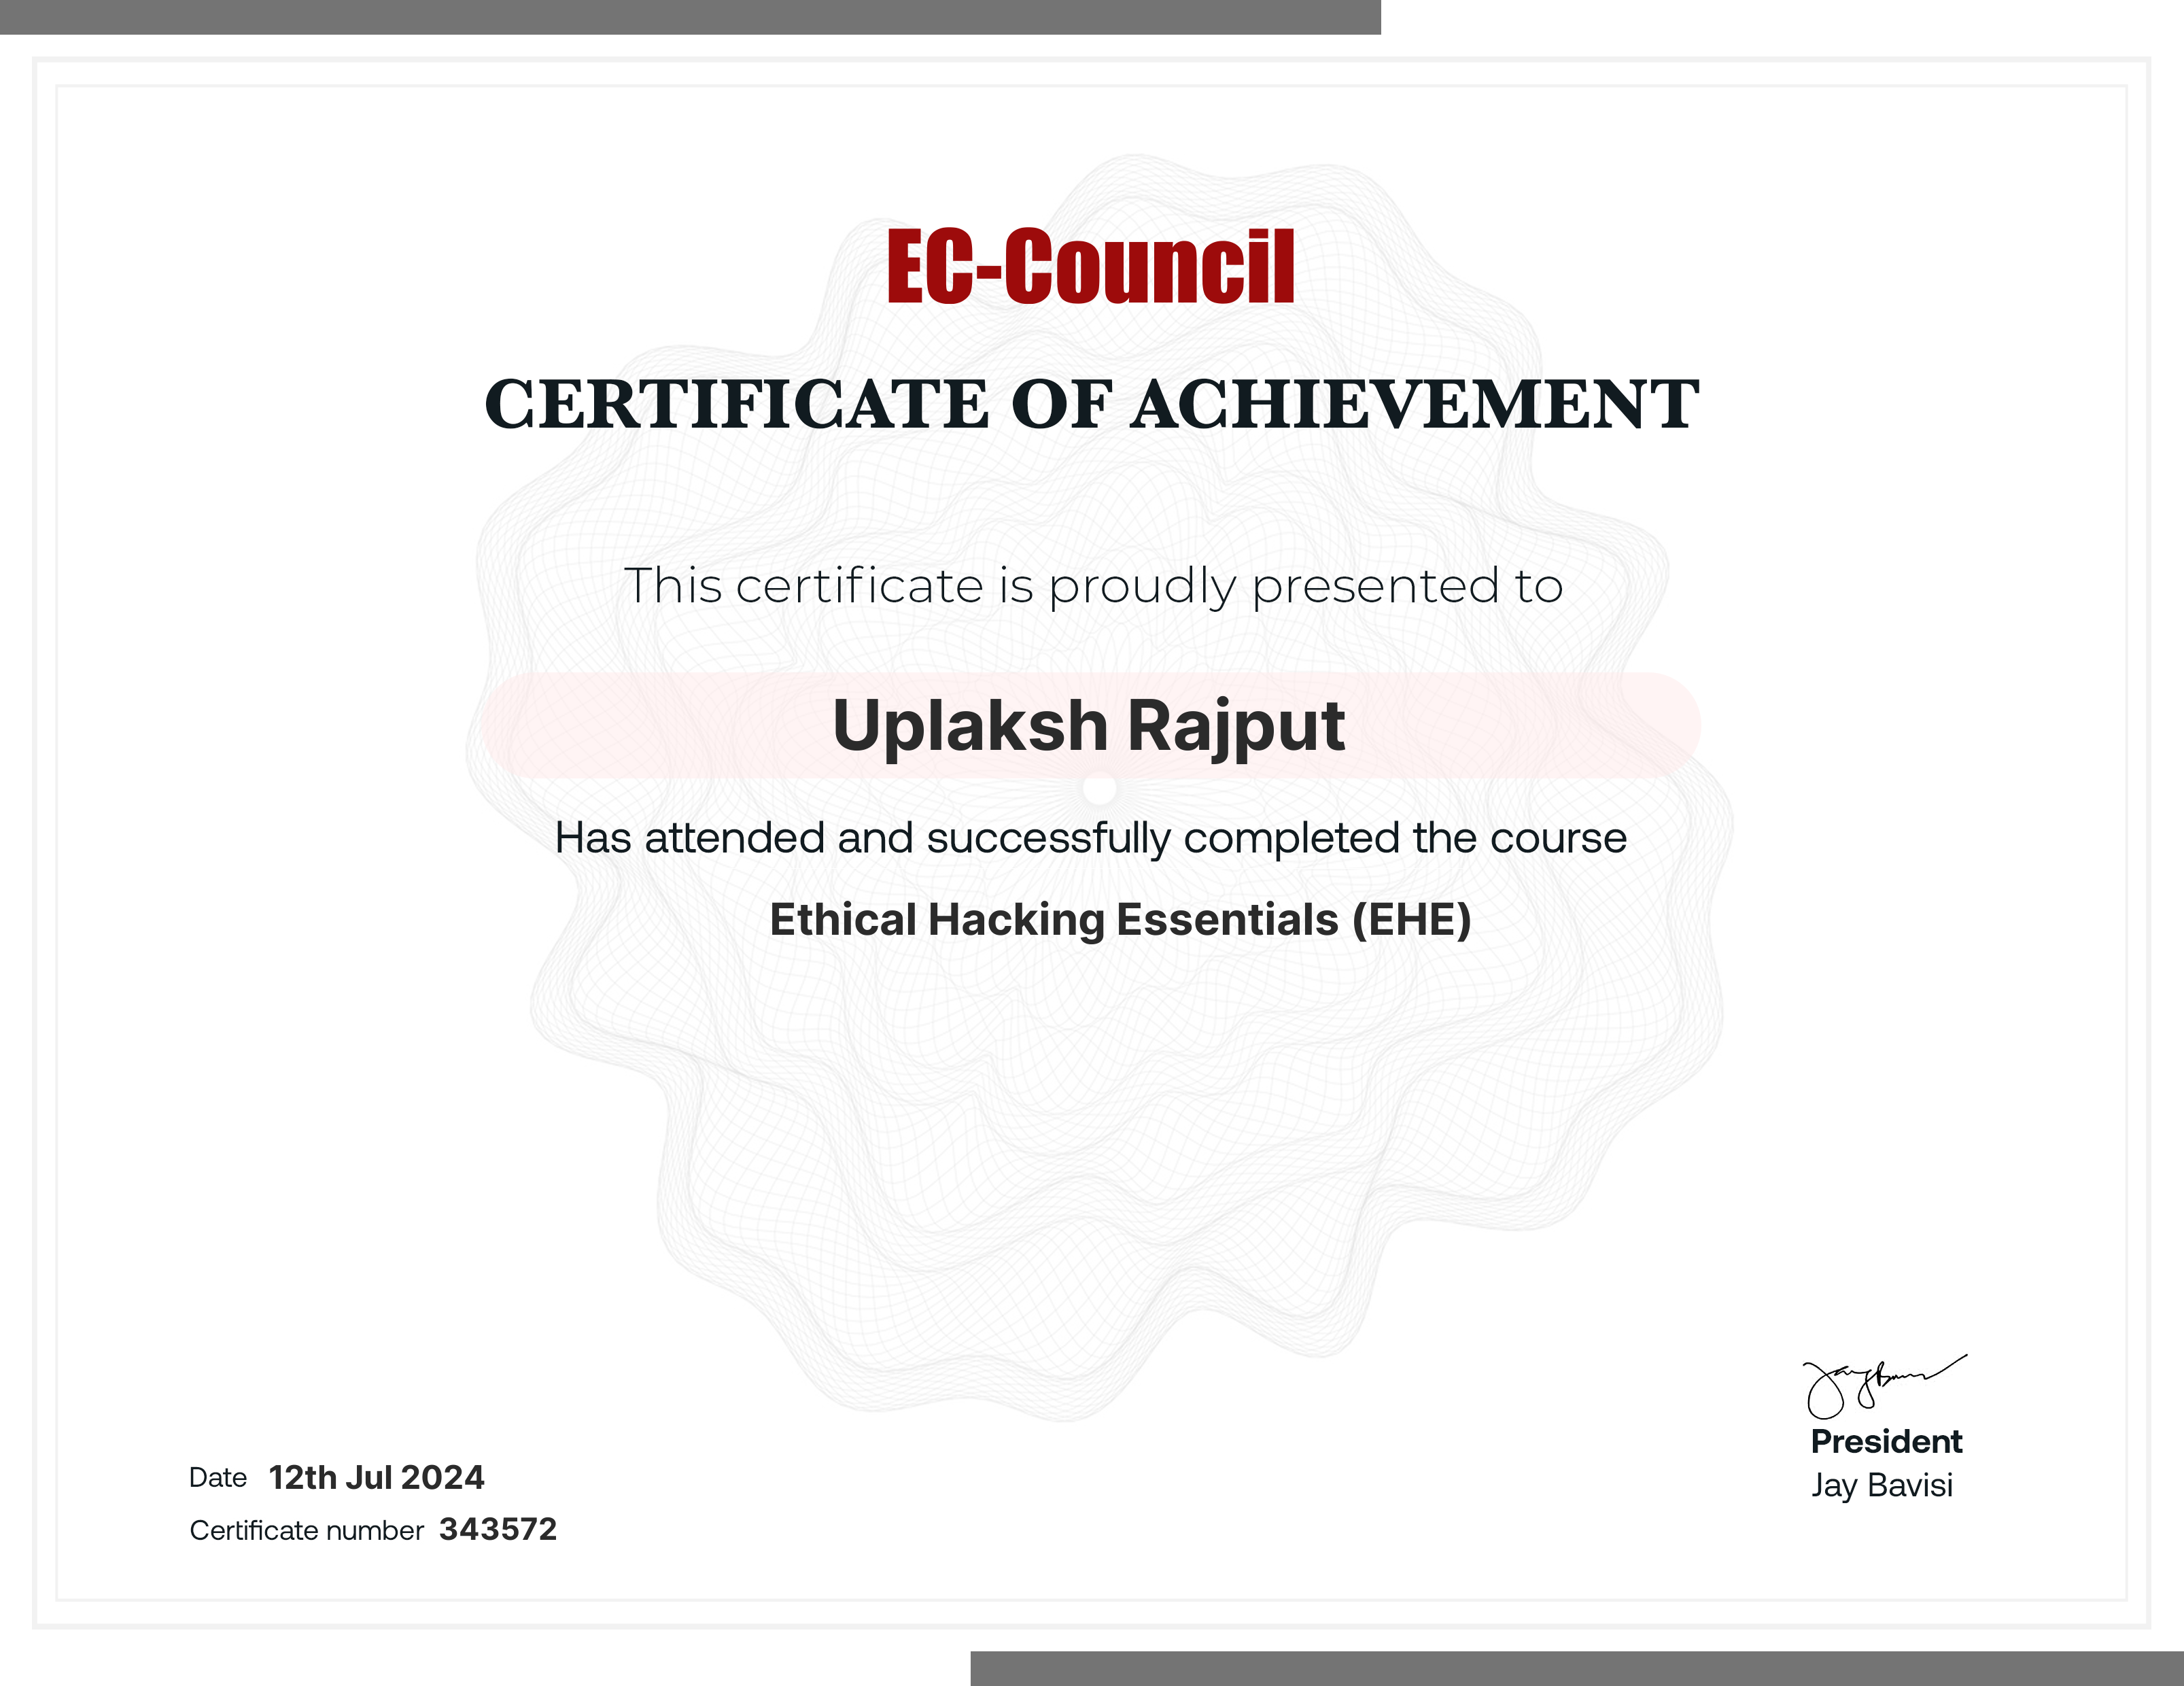 EC-Council
CERTIFICATE OF ACHIEVEMENT
This certificate is proudly presented to
Uplaksh Rajput
Has attended and successfully completed the course
Ethical Hacking Essentials (EHE)
President
Jay Bavisi
Date 12th Jul 2024
Certificate number 343572